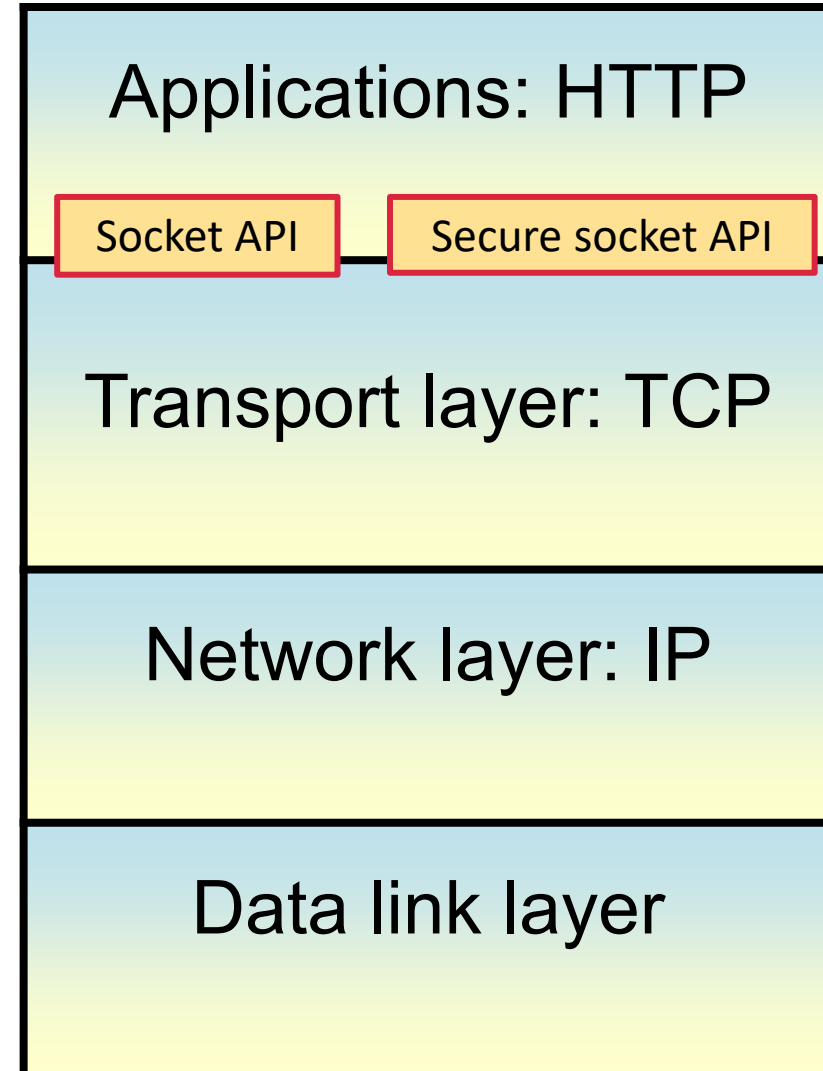 Applications: HTTP
Socket API
Secure socket API
Transport layer: TCP
Network layer: IP
Data link layer